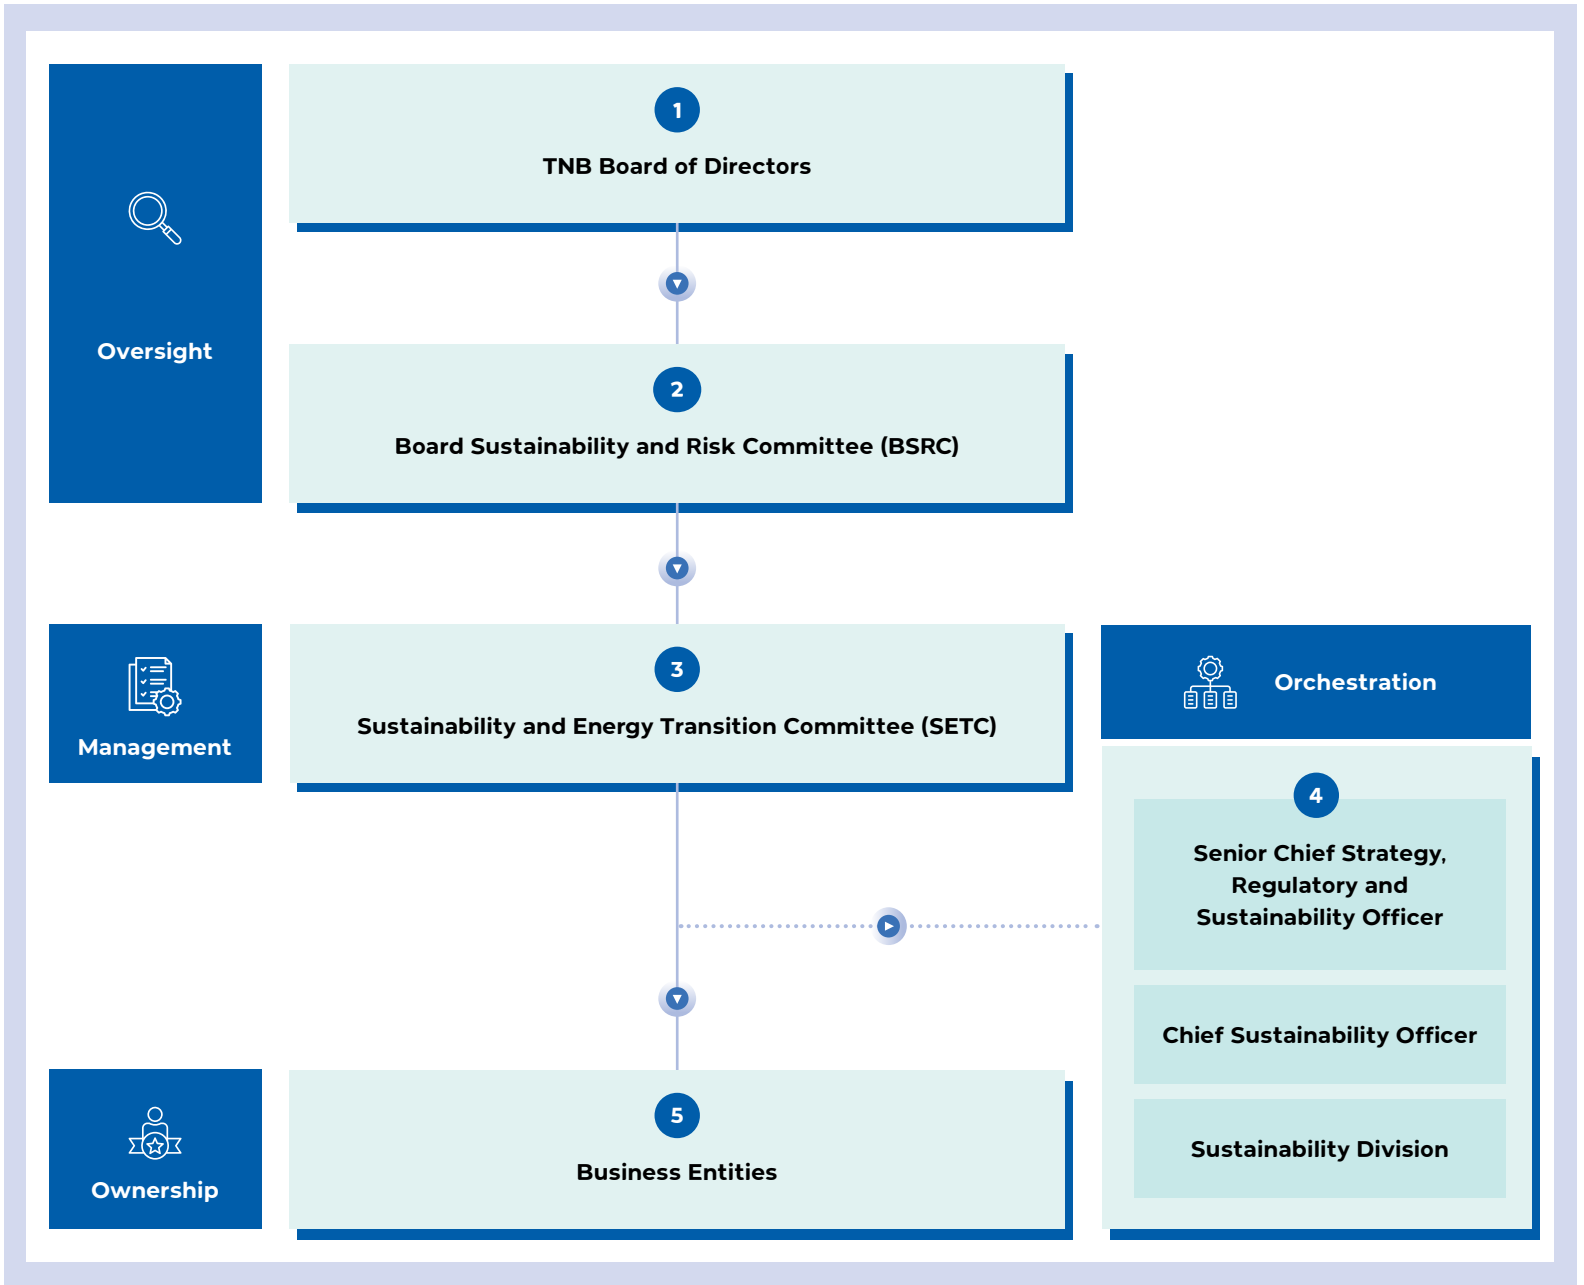 Oversight
1
TNB Board of Directors
2
Board Sustainability and Risk Committee (BSRC)
Management
3
Sustainability and Energy Transition Committee (SETC)
Orchestration
4
Senior Chief Strategy,
Regulatory and
Sustainability Officer
Chief Sustainability Officer
Sustainability Division
Ownership
5
Business Entities